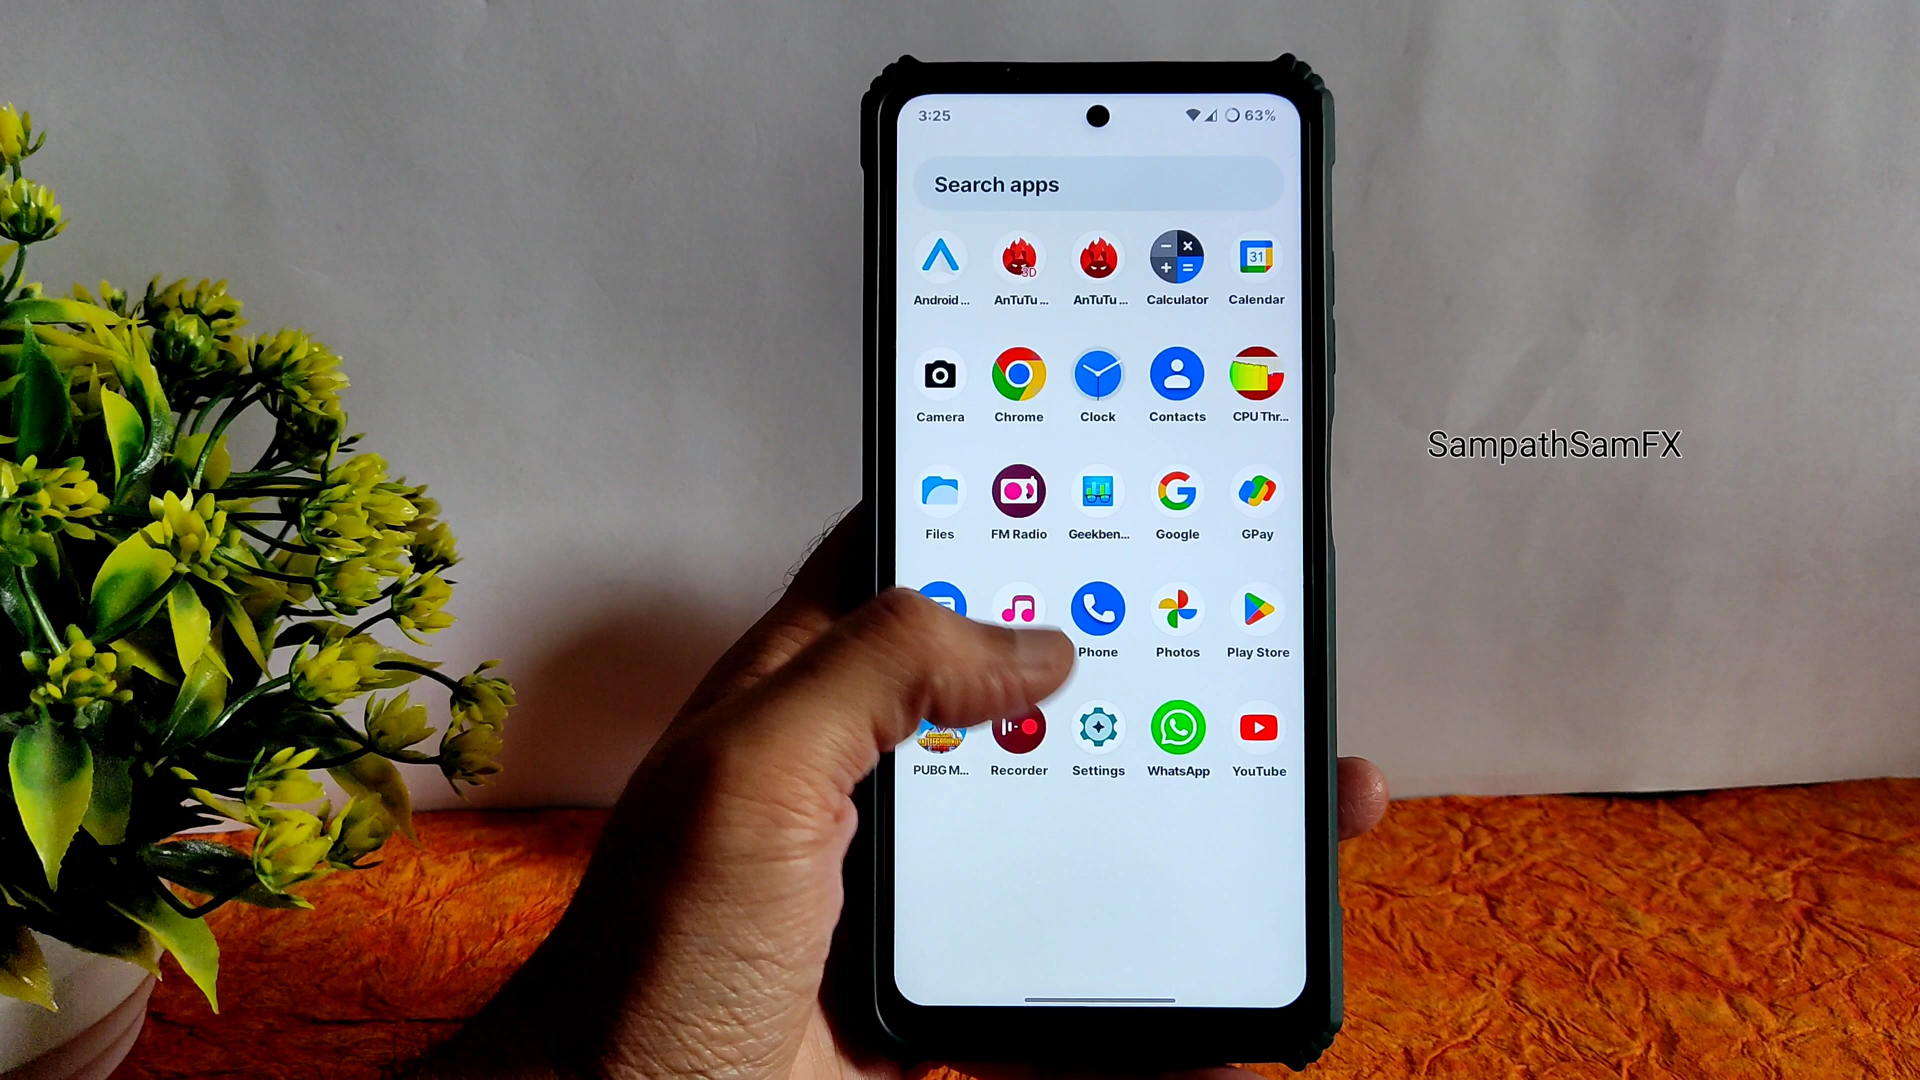 3:25
63%
Search apps
Android ...
AnTuTu ...
AnTuTu ...
Calculator
Calendar
Camera
Chrome
Clock
Contacts
CPU Thr...
Files
FM Radio
Geekben...
Google
GPay
Phone
Photos
Play Store
PUBG M...
Recorder
Settings
WhatsApp
YouTube
SampathSamFX